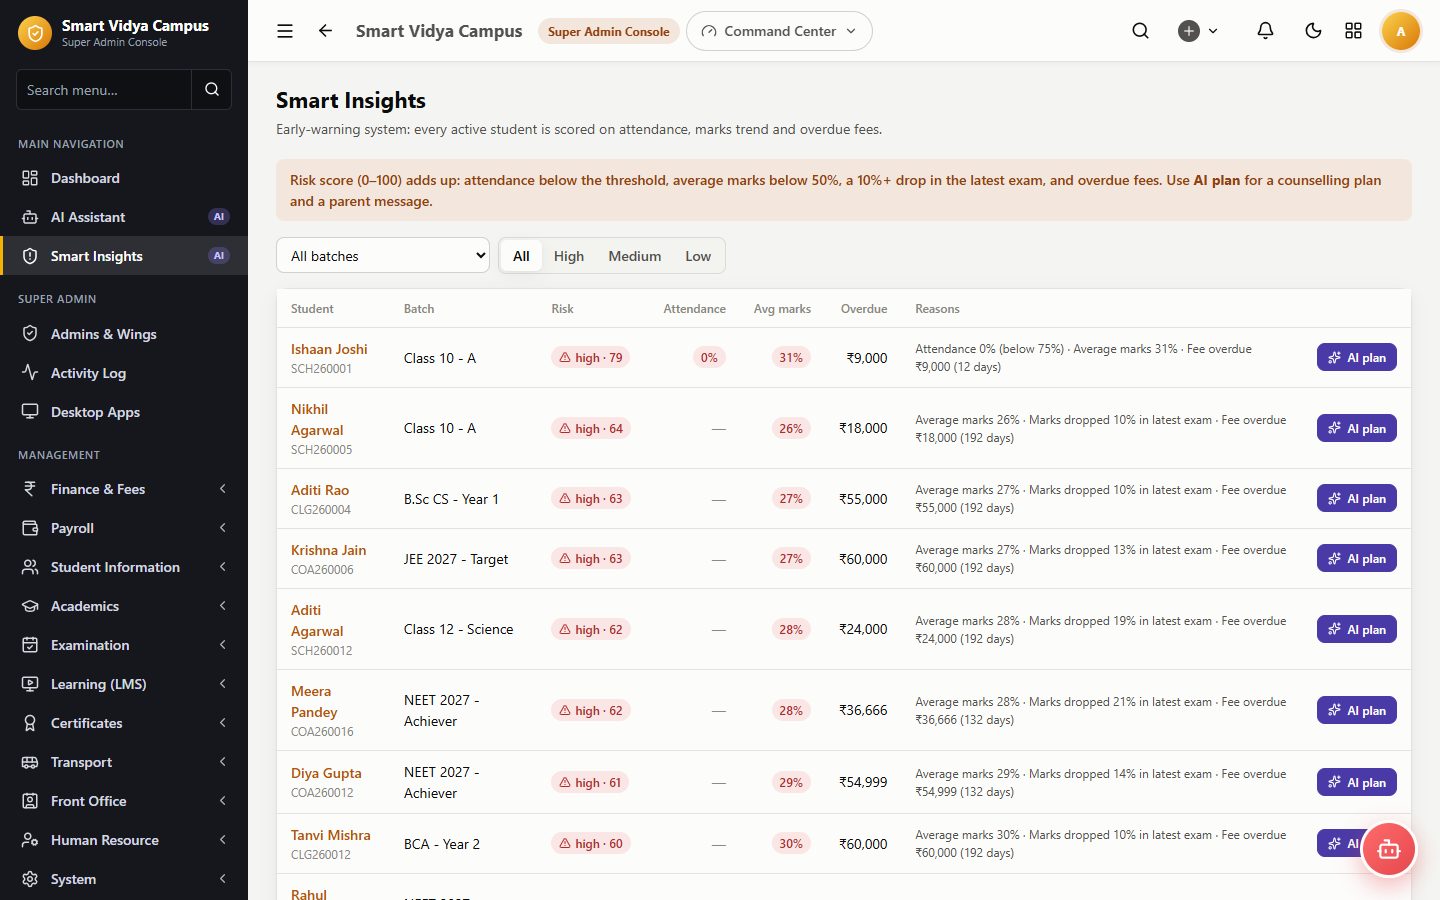 Smart Vidya Campus
Super Admin Console
Search menu...
MAIN NAVIGATION
Dashboard
AI Assistant AI
Smart Insights AI
SUPER ADMIN
Admins & Wings
Activity Log
Desktop Apps
MANAGEMENT
Finance & Fees
Payroll
Student Information
Academics
Examination
Learning (LMS)
Certificates
Transport
Front Office
Human Resource
System
Smart Vidya Campus Super Admin Console Command Center A
Smart Insights
Early-warning system: every active student is scored on attendance, marks trend and overdue fees.
Risk score (0–100) adds up: attendance below the threshold, average marks below 50%, a 10%+ drop in the latest exam, and overdue fees. Use AI plan for a counselling plan
and a parent message.
All batches All High Medium Low
Student Batch Risk Attendance Avg marks Overdue Reasons
Ishaan Joshi
SCH260001
Class 10 - A
high · 79
0%
31%
₹9,000
Attendance 0% (below 75%) · Average marks 31% · Fee overdue
₹9,000 (12 days)
AI plan
Nikhil
Agarwal
SCH260005
Class 10 - A
high · 64
—
26%
₹18,000
Average marks 26% · Marks dropped 10% in latest exam · Fee overdue
₹18,000 (192 days)
AI plan
Aditi Rao
CLG260004
B.Sc CS - Year 1
high · 63
—
27%
₹55,000
Average marks 27% · Marks dropped 10% in latest exam · Fee overdue
₹55,000 (192 days)
AI plan
Krishna Jain
COA260006
JEE 2027 - Target
high · 63
—
27%
₹60,000
Average marks 27% · Marks dropped 13% in latest exam · Fee overdue
₹60,000 (192 days)
AI plan
Aditi
Agarwal
SCH260012
Class 12 - Science
high · 62
—
28%
₹24,000
Average marks 28% · Marks dropped 19% in latest exam · Fee overdue
₹24,000 (192 days)
AI plan
Meera
Pandey
COA260016
NEET 2027 -
Achiever
high · 62
—
28%
₹36,666
Average marks 28% · Marks dropped 21% in latest exam · Fee overdue
₹36,666 (132 days)
AI plan
Diya Gupta
COA260012
NEET 2027 -
Achiever
high · 61
—
29%
₹54,999
Average marks 29% · Marks dropped 14% in latest exam · Fee overdue
₹54,999 (132 days)
AI plan
Tanvi Mishra
CLG260012
BCA - Year 2
high · 60
—
30%
₹60,000
Average marks 30% · Marks dropped 10% in latest exam · Fee overdue
₹60,000 (192 days)
AI
Rahul